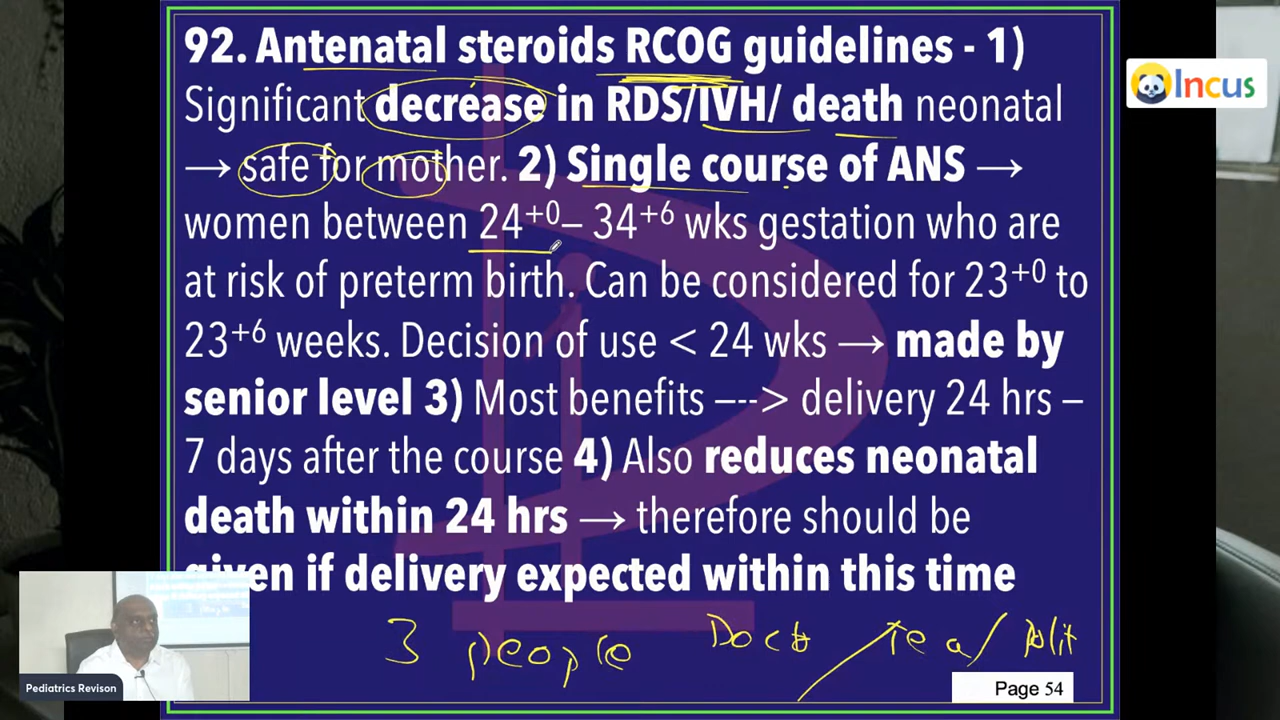 92. Antenatal steroids RCOG guidelines - 1)
Significant decrease in RDS/IVH/ death neonatal
→ safe for mother. 2) Single course of ANS →
women between 24+0– 34+6 wks gestation who are
at risk of preterm birth. Can be considered for 23+0 to
23+6 weeks. Decision of use < 24 wks → made by
senior level 3) Most benefits –--> delivery 24 hrs –
7 days after the course 4) Also reduces neonatal
death within 24 hrs → therefore should be
given if delivery expected within this time
3 people
Page 54
Incus
Pediatrics Revison